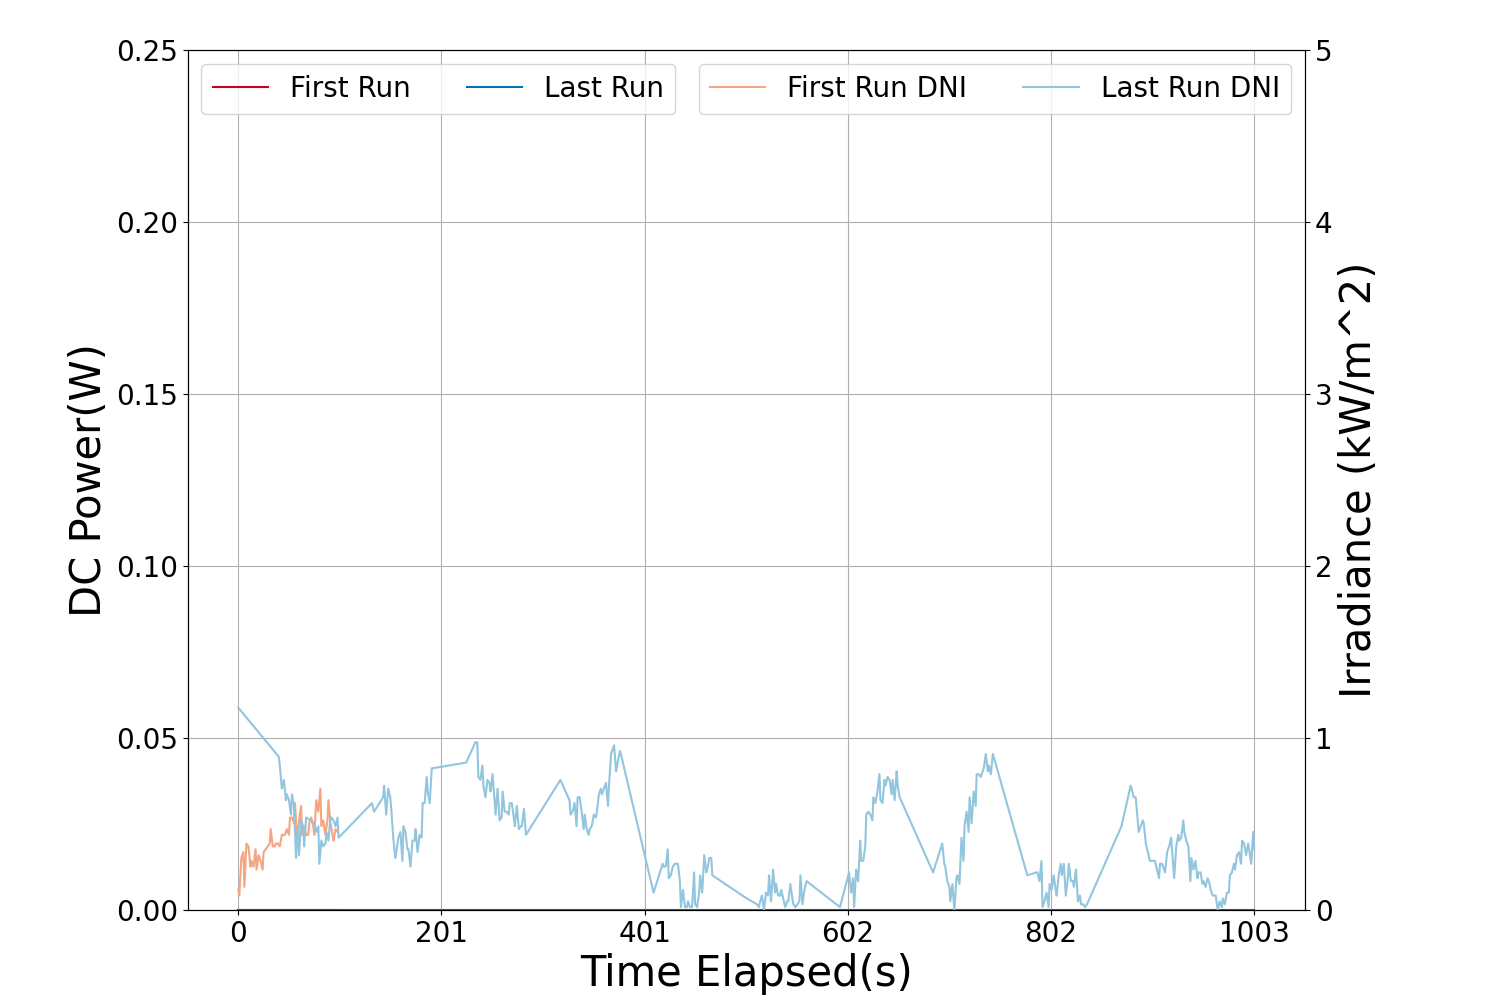 First Run
Last Run
First Run DNI
Last Run DNI
0.25
0.20
0.15
0.10
0.05
0.00
DC Power(W)
5
4
3
2
1
0
Irradiance (kW/m^2)
0
201
401
602
802
1003
Time Elapsed(s)